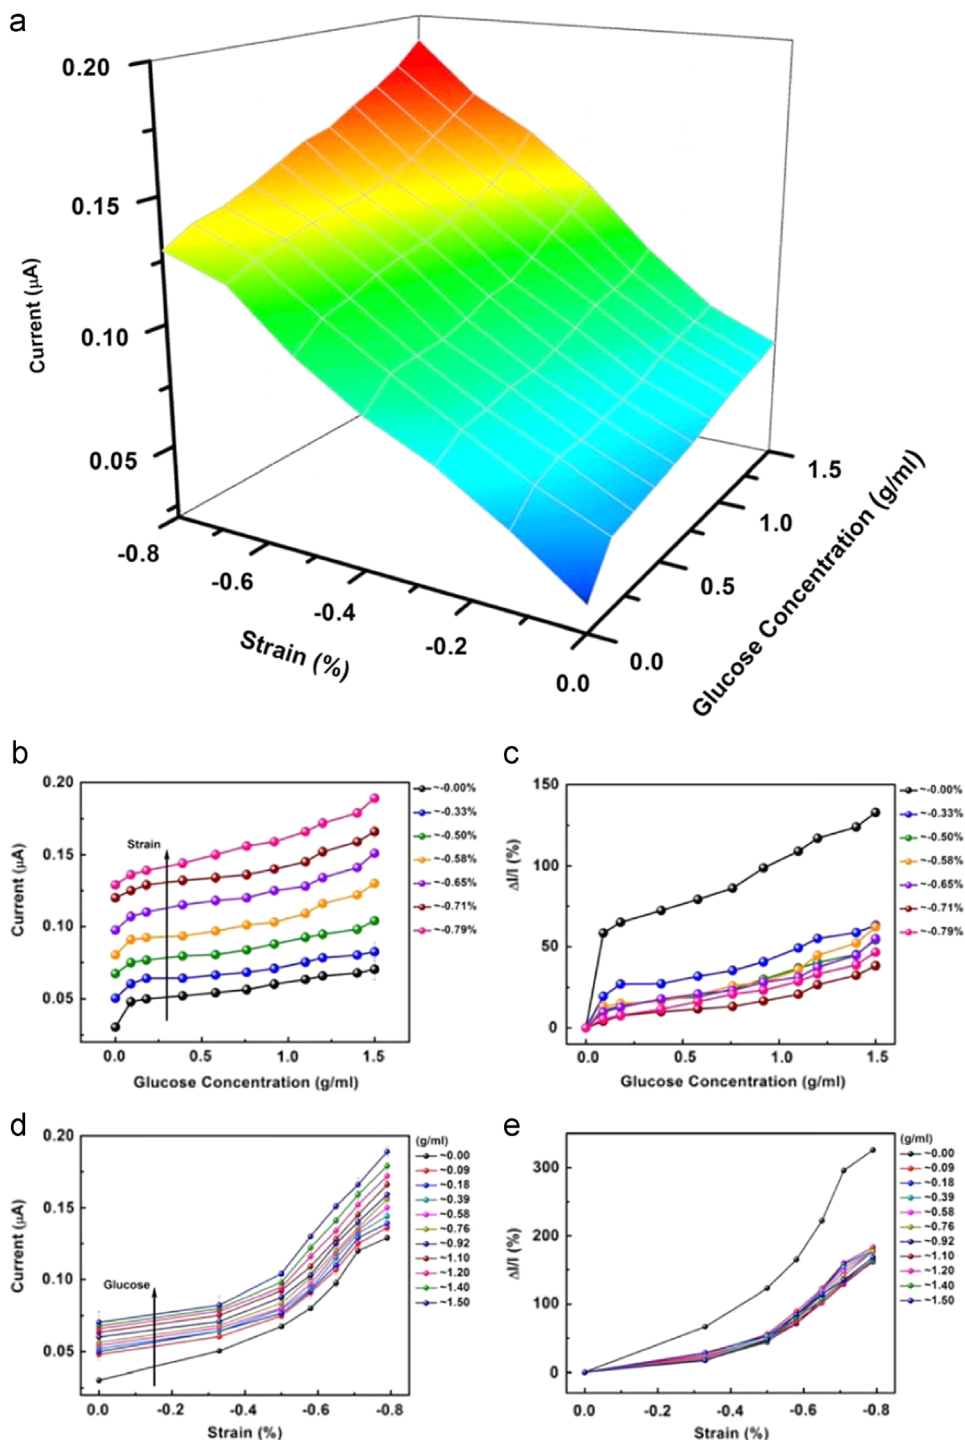 a
0.20
0.15
0.10
0.05
Current (μA)
-0.8
-0.6
-0.4
-0.2
0.0
Strain (%)
0.0
0.5
1.0
1.5
Glucose Concentration (g/ml)
b
0.20
0.15
0.10
0.05
Current (μA)
0.0 0.5 1.0 1.5
Glucose Concentration (g/ml)
Strain
~-0.00%
~-0.33%
~-0.50%
~-0.58%
~-0.65%
~-0.71%
~-0.79%
c
150
100
50
0
ΔI/I (%)
0.0 0.5 1.0 1.5
Glucose Concentration (g/ml)
~-0.00%
~-0.33%
~-0.50%
~-0.58%
~-0.65%
~-0.71%
~-0.79%
d
0.20
0.15
0.10
0.05
Current (μA)
0.0 -0.2 -0.4 -0.6 -0.8
Strain (%)
Glucose
(g/ml)
~0.00
~0.09
~0.18
~0.39
~0.58
~0.76
~0.92
~1.10
~1.20
~1.40
~1.50
e
300
200
100
0
ΔI/I (%)
0.0 -0.2 -0.4 -0.6 -0.8
Strain (%)
(g/ml)
~0.00
~0.09
~0.18
~0.39
~0.58
~0.76
~0.92
~1.10
~1.20
~1.40
~1.50